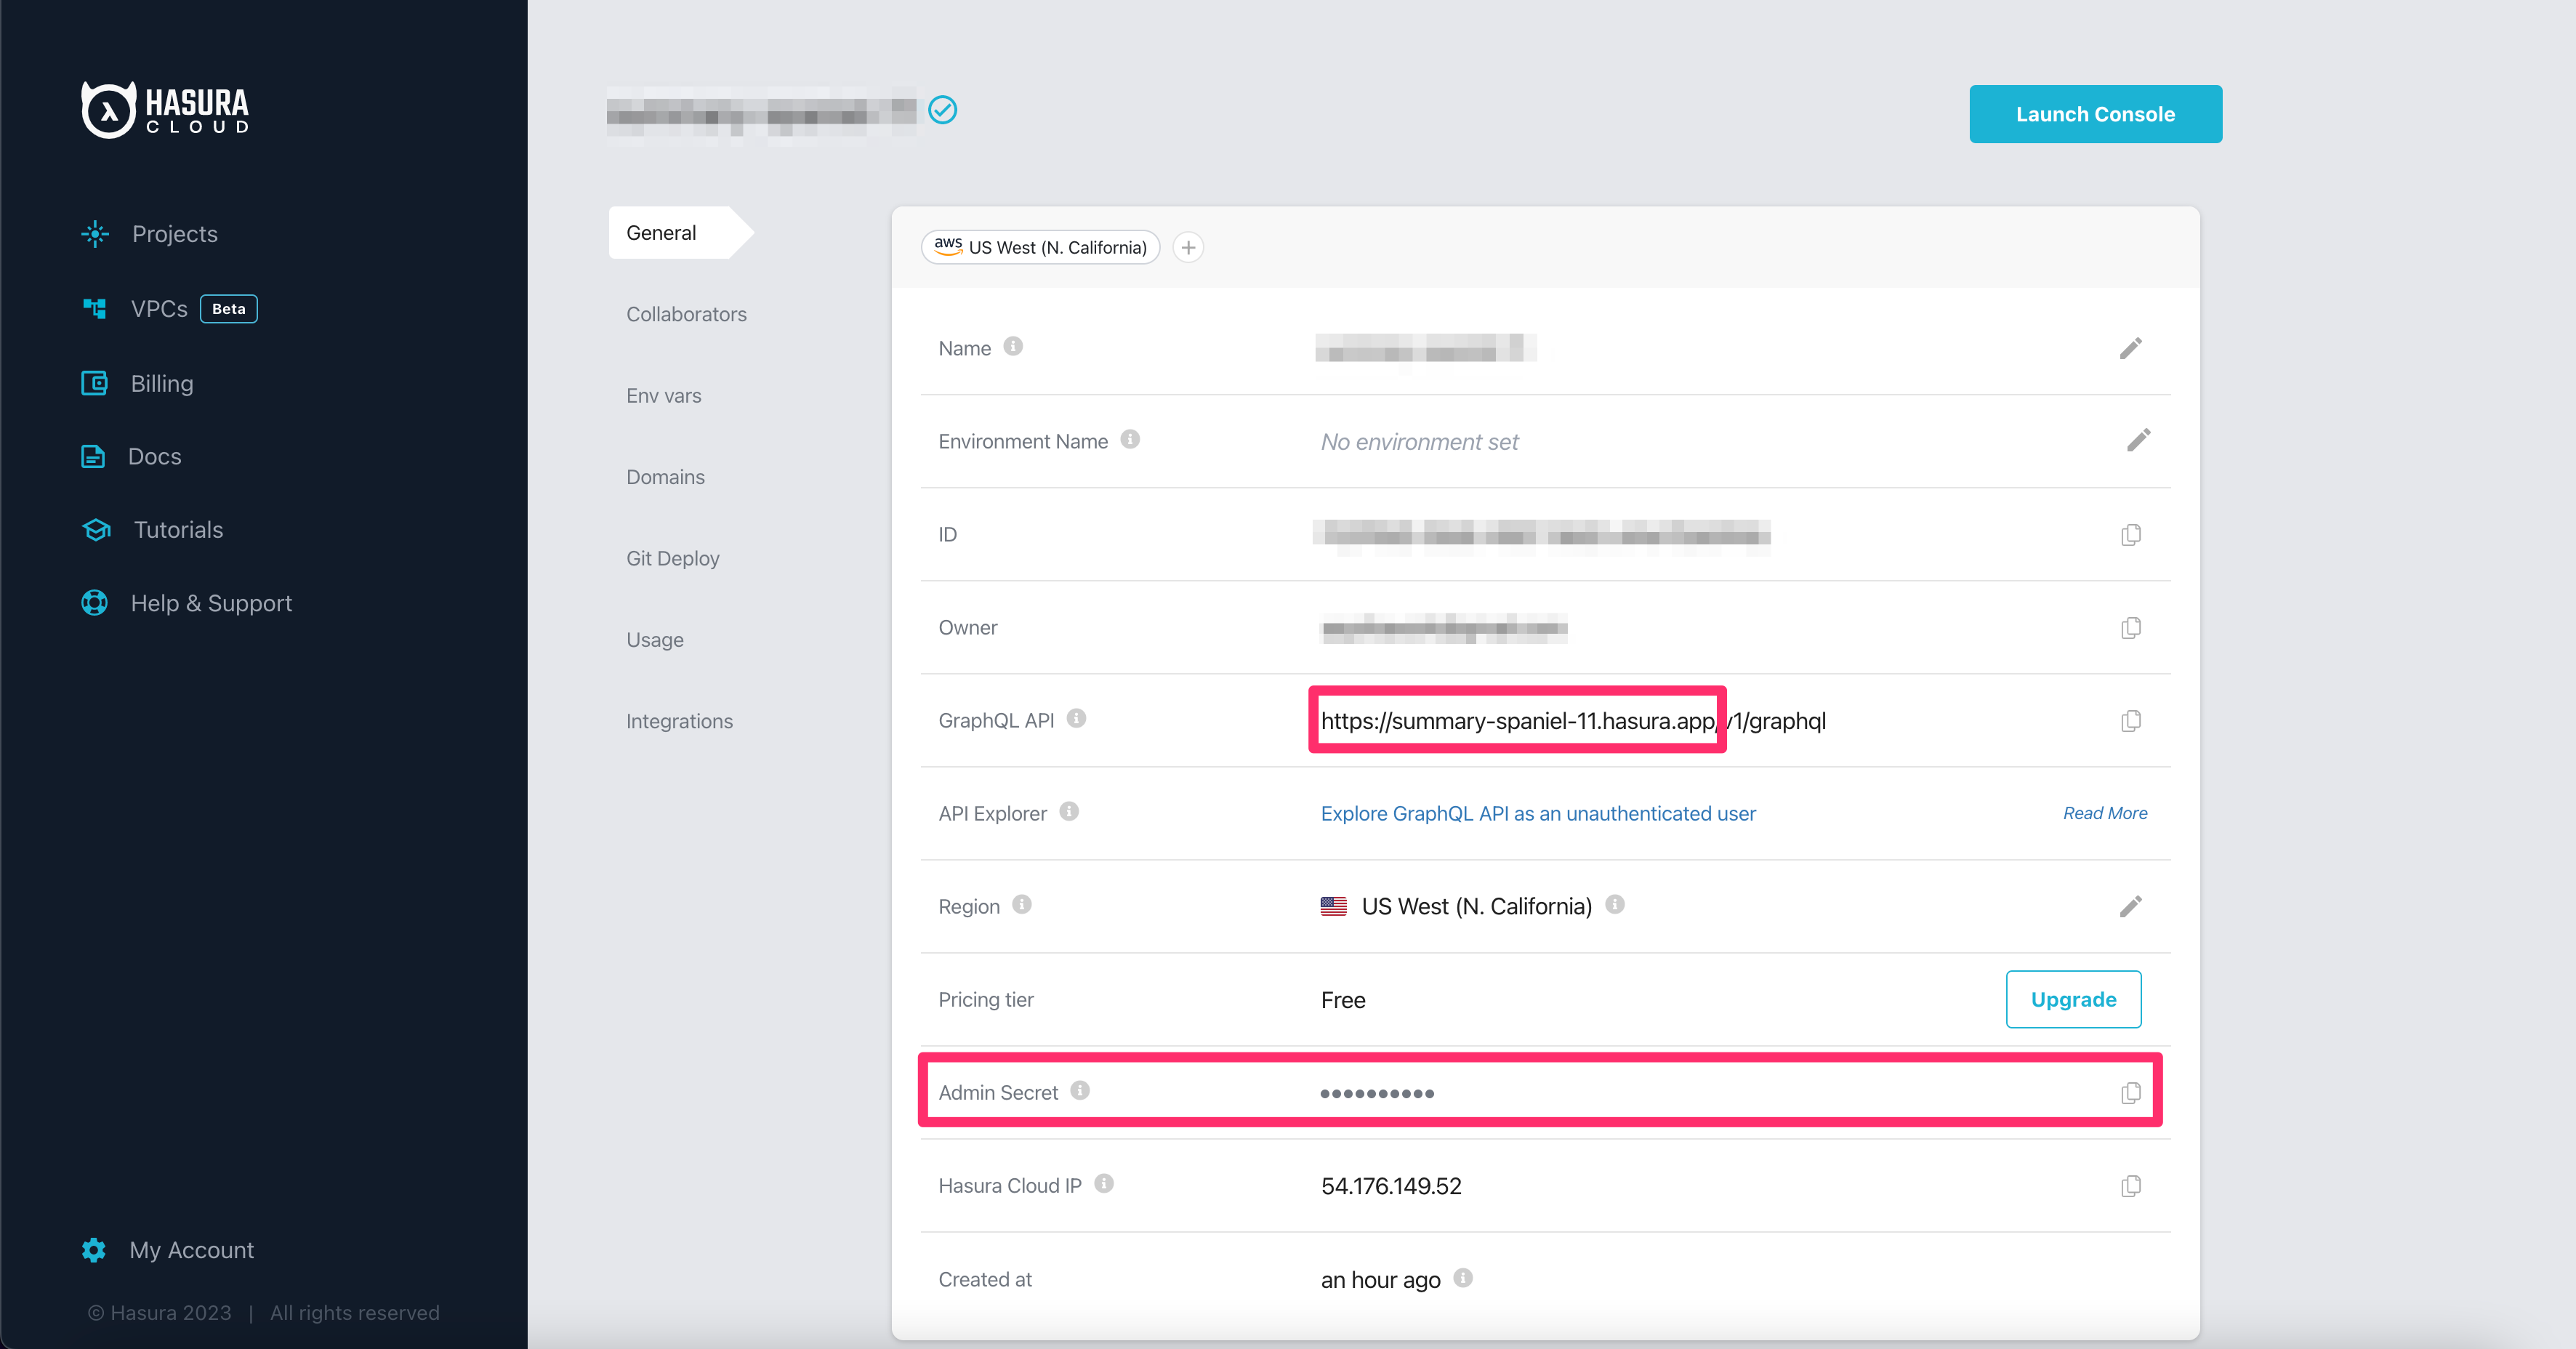 HASURA
CLOUD
Projects
VPCs Beta
Billing
Docs
Tutorials
Help & Support
My Account
© Hasura 2023 | All rights reserved
Launch Console
General
Collaborators
Env vars
Domains
Git Deploy
Usage
Integrations
aws US West (N. California) +
Name
Environment Name No environment set
ID
Owner
GraphQL API https://summary-spaniel-11.hasura.app/v1/graphql
API Explorer Explore GraphQL API as an unauthenticated user Read More
Region US West (N. California)
Pricing tier Free Upgrade
Admin Secret ••••••••••
Hasura Cloud IP 54.176.149.52
Created at an hour ago